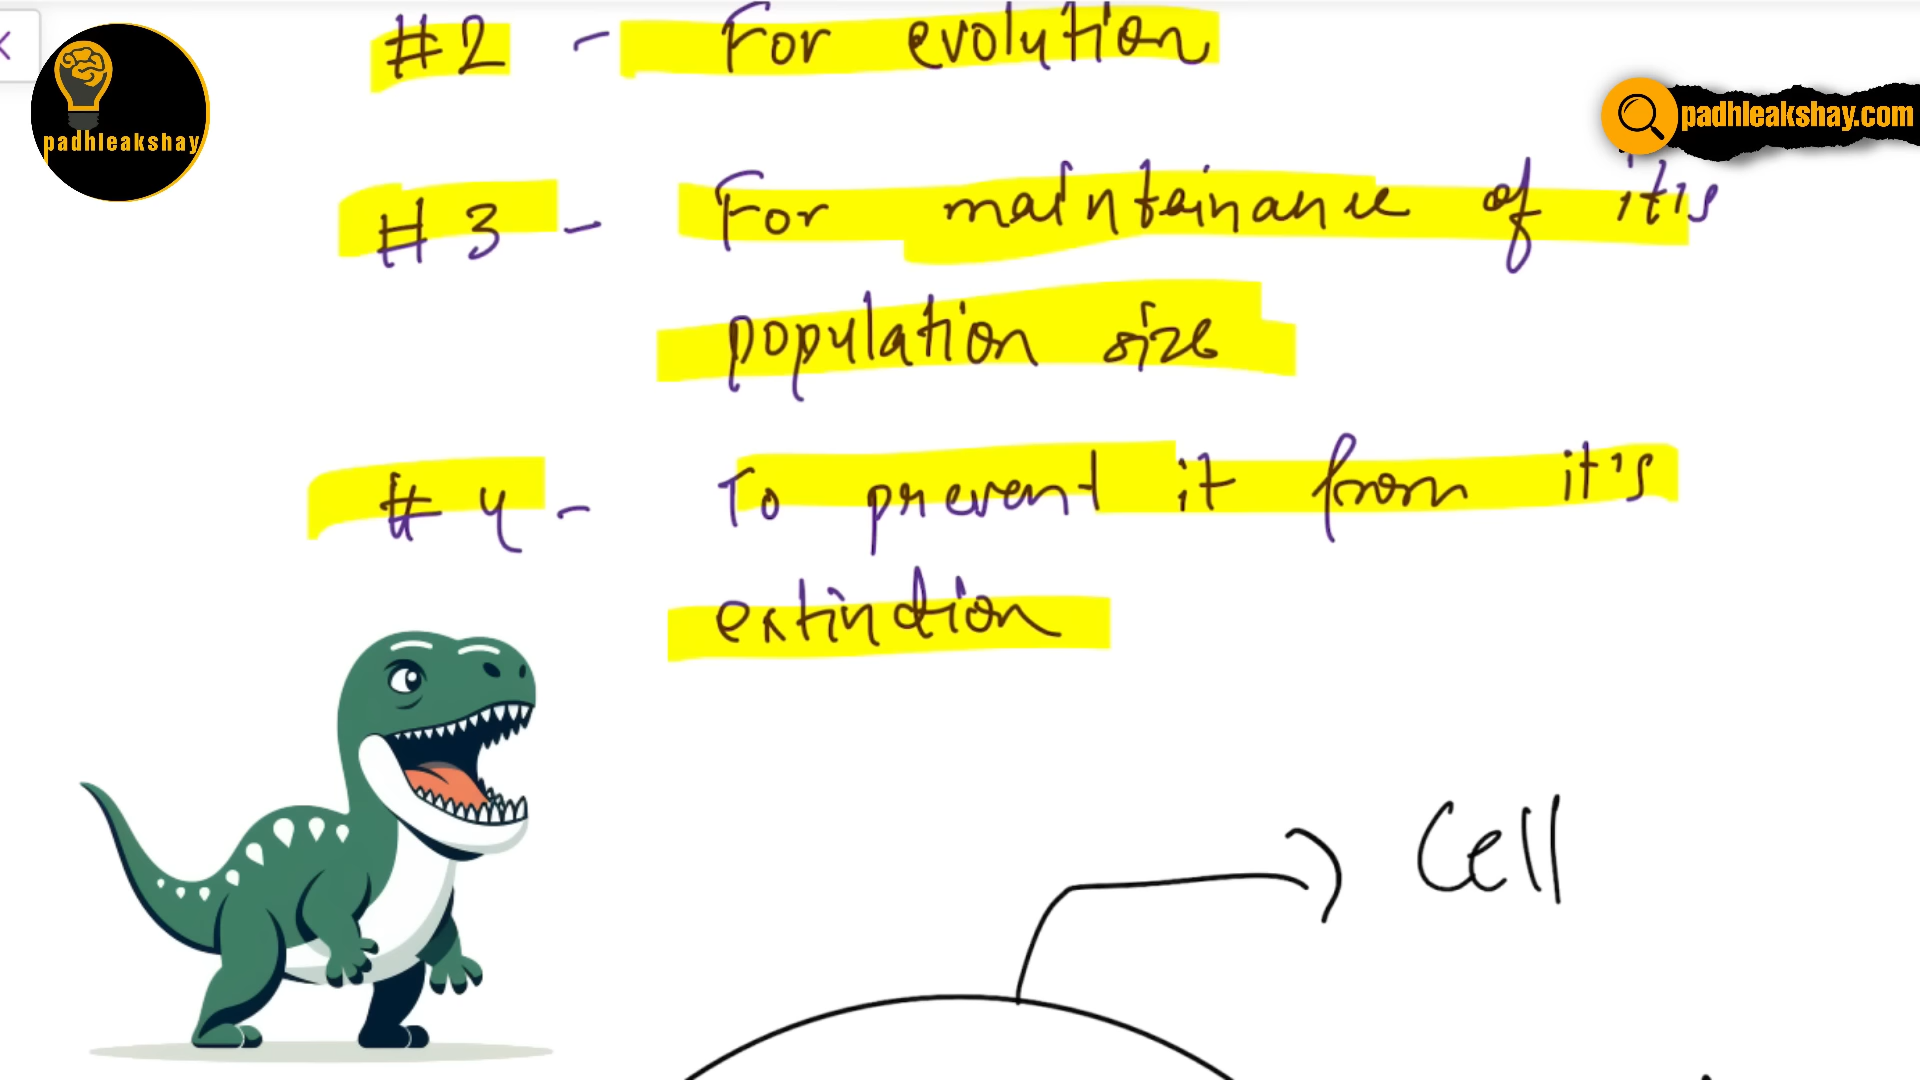 #2 - For evolution
padhleakshay
padhleakshay.com
#3 - For maintainance of it's
population size
#4 - To prevent it from it's
extinction
Cell